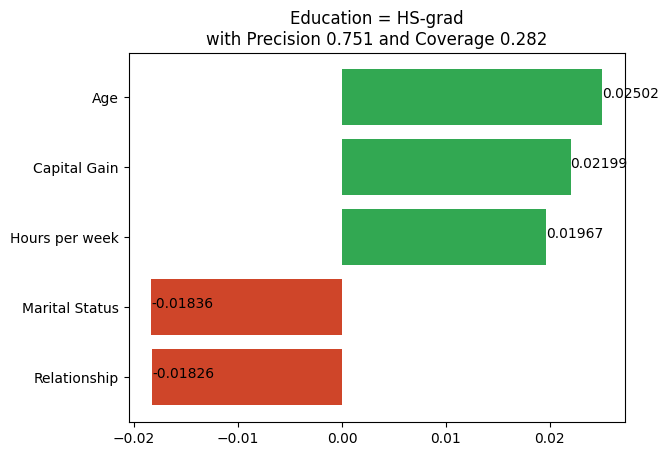 Education = HS-grad
with Precision 0.751 and Coverage 0.282
Age
0.02502
Capital Gain
0.02199
Hours per week
0.01967
Marital Status
-0.01836
Relationship
-0.01826
−0.02
−0.01
0.00
0.01
0.02